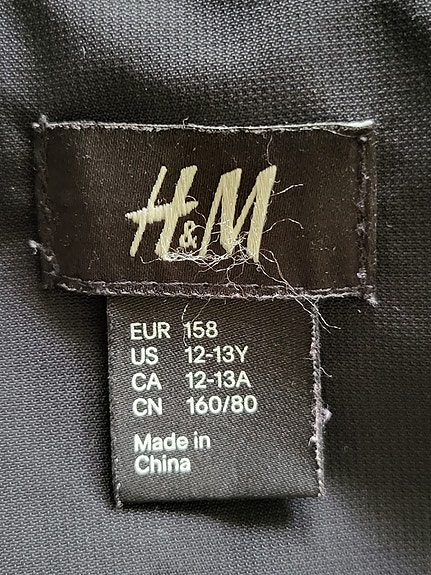 H&M
EUR 158
US 12-13Y
CA 12-13A
CN 160/80
Made in
China